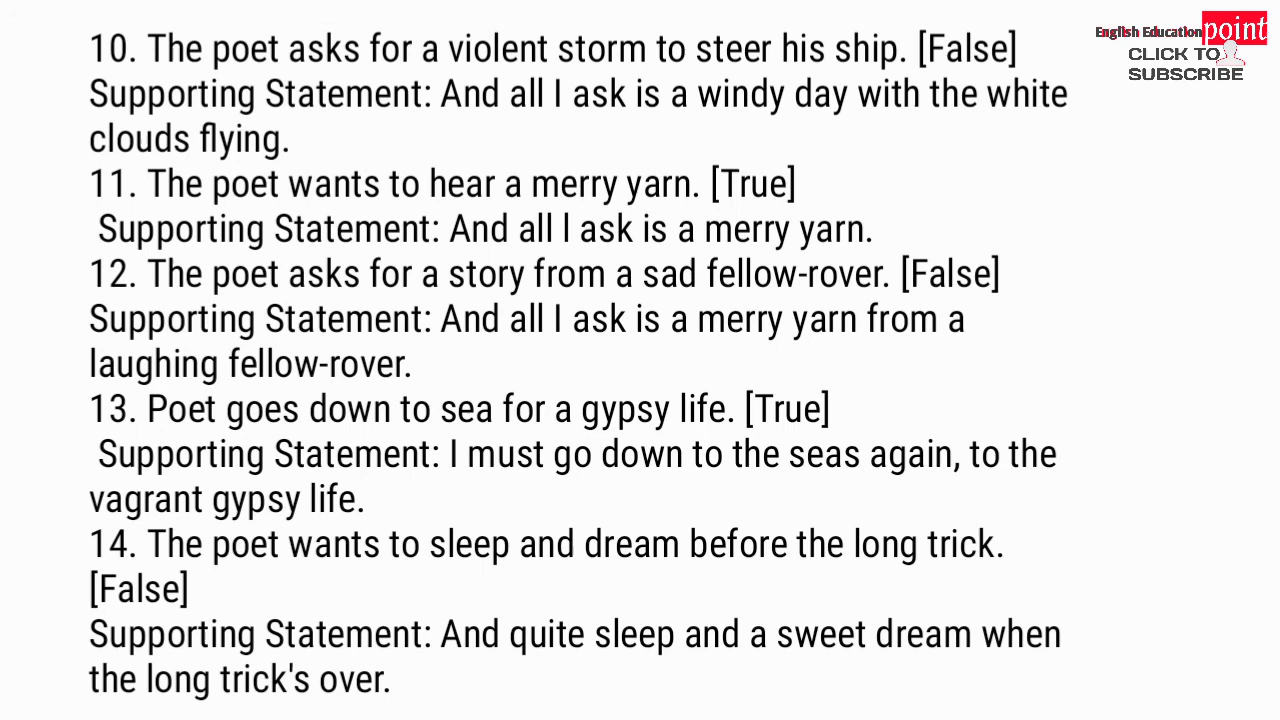 10. The poet asks for a violent storm to steer his ship. [False]
Supporting Statement: And all I ask is a windy day with the white
clouds flying.
11. The poet wants to hear a merry yarn. [True]
Supporting Statement: And all l ask is a merry yarn.
12. The poet asks for a story from a sad fellow-rover. [False]
Supporting Statement: And all I ask is a merry yarn from a
laughing fellow-rover.
13. Poet goes down to sea for a gypsy life. [True]
Supporting Statement: I must go down to the seas again, to the
vagrant gypsy life.
14. The poet wants to sleep and dream before the long trick.
[False]
Supporting Statement: And quite sleep and a sweet dream when
the long trick's over.
English Education point
CLICK TO
SUBSCRIBE